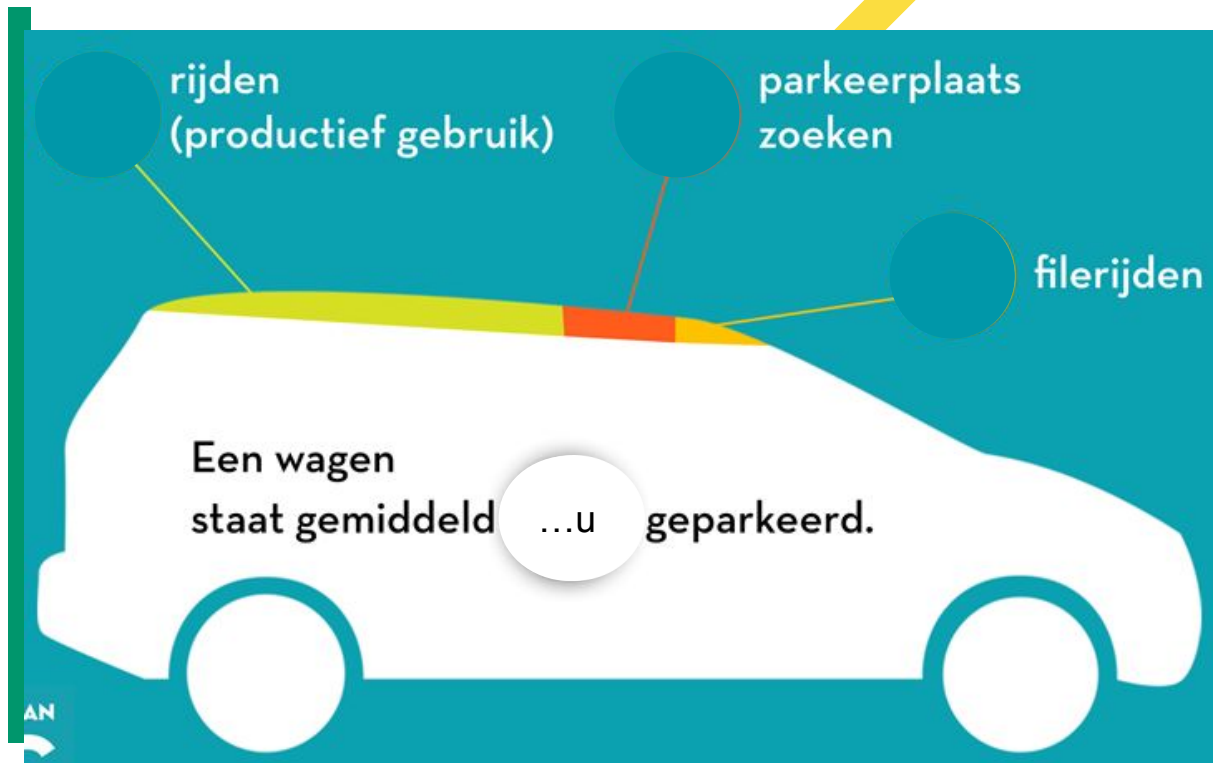 rijden
(productief gebruik)
parkeerplaats
zoeken
filerijden
Een wagen
staat gemiddeld …u geparkeerd.
AN